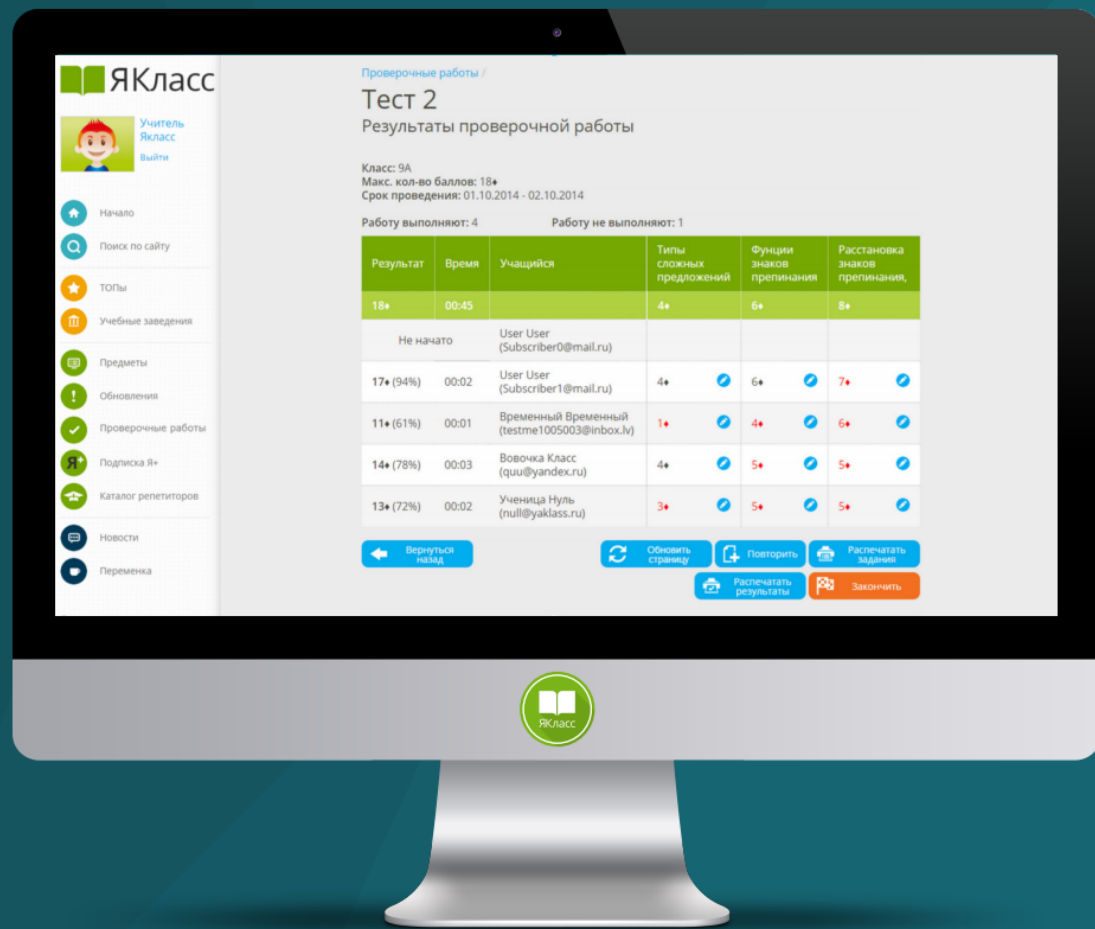 ЯКласс
Учитель
Якласс
Выйти
Начало
Поиск по сайту
ТОПы
Учебные заведения
Предметы
Обновления
Проверочные работы
Я+
Подписка Я+
Каталог репетиторов
Новости
Переменка
Проверочные работы /
Тест 2
Результаты проверочной работы
Класс: 9А
Макс. кол-во баллов: 18♦
Срок проведения: 01.10.2014 - 02.10.2014
Работу выполняют: 4 Работу не выполняют: 1
Результат Время Учащийся Типы сложных предложений Фунции знаков препинания Расстановка знаков препинания,
18♦ 00:45 4♦ 6♦ 8♦
Не начато User User (Subscriber0@mail.ru)
17♦ (94%) 00:02 User User (Subscriber1@mail.ru) 4♦ 6♦ 7♦
11♦ (61%) 00:01 Временный Временный (testme1005003@inbox.lv) 1♦ 4♦ 6♦
14♦ (78%) 00:03 Вовочка Класс (quu@yandex.ru) 4♦ 5♦ 5♦
13♦ (72%) 00:02 Ученица Нуль (null@yaklass.ru) 3♦ 5♦ 5♦
Вернуться назад
Обновить страницу
Повторить
Распечатать задания
Распечатать результаты
Закончить
ЯКласс